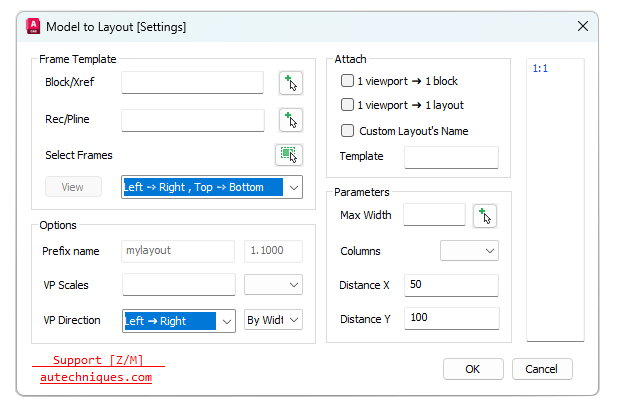 A CAD Model to Layout [Settings]
Frame Template
Block/Xref
Rec/Pline
Select Frames
View Left → Right , Top → Bottom
Options
Prefix name mylayout 1.1000
VP Scales
VP Direction Left → Right By Widt
Support [Z/M]
autechniques.com
Attach
1 viewport → 1 block
1 viewport → 1 layout
Custom Layout's Name
Template
Parameters
Max Width
Columns
Distance X 50
Distance Y 100
1:1
OK Cancel